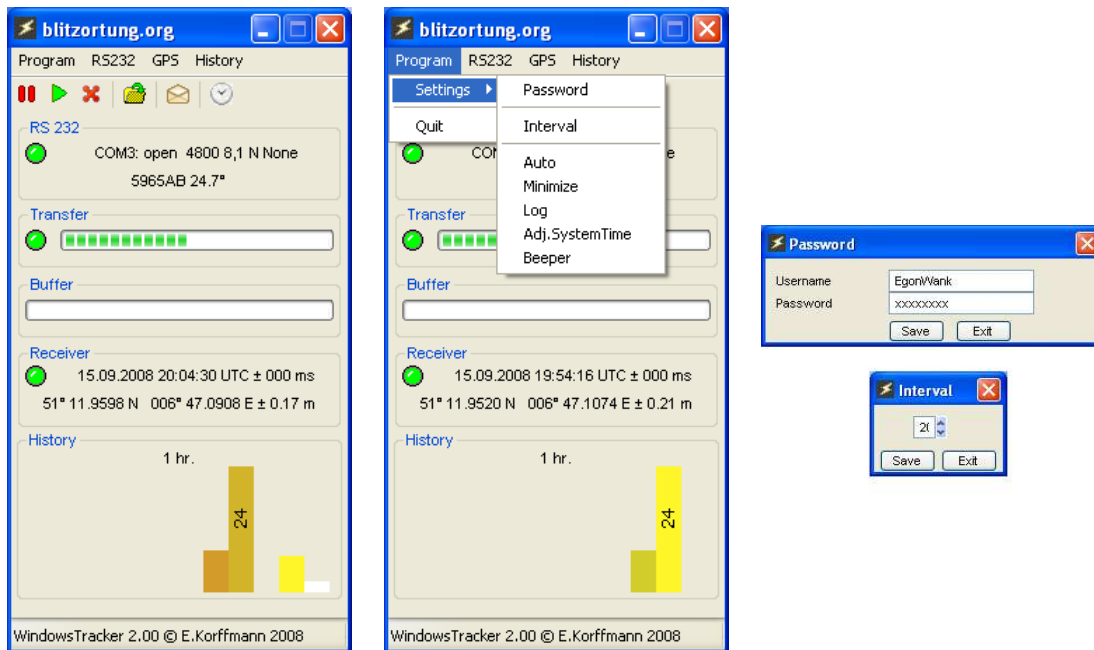 blitzortung.org
Program RS232 GPS History
RS 232
COM3: open 4800 8,1 N None
5965AB 24.7°
Transfer
Buffer
Receiver
15.09.2008 20:04:30 UTC ± 000 ms
51° 11.9598 N 006° 47.0908 E ± 0.17 m
History
1 hr.
24
WindowsTracker 2.00 © E.Korffmann 2008
blitzortung.org
Program RS232 GPS History
Settings
Quit
Password
Interval
Auto
Minimize
Log
Adj.SystemTime
Beeper
Transfer
Buffer
Receiver
15.09.2008 19:54:16 UTC ± 000 ms
51° 11.9520 N 006° 47.1074 E ± 0.21 m
History
1 hr.
24
WindowsTracker 2.00 © E.Korffmann 2008
Password
Username EgonWank
Password xxxxxxxx
Save Exit
Interval
Save Exit